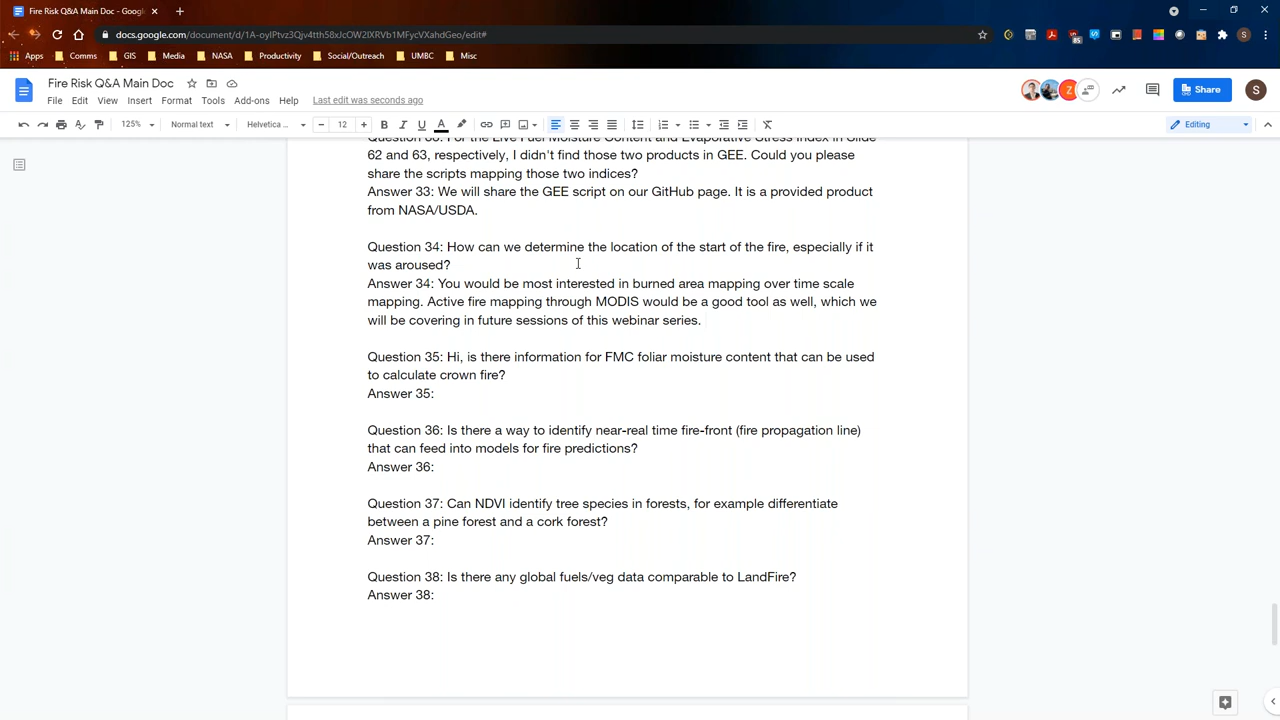 Fire Risk Q&A Main Doc - Googl
docs.google.com/document/d/1A-oyIPtvz3Qjv4tth58xJcOW2IXRVb1MFycVXahdGeo/edit#
Apps Comms GIS Media NASA Productivity Social/Outreach UMBC Misc
Fire Risk Q&A Main Doc
File Edit View Insert Format Tools Add-ons Help Last edit was seconds ago
Z Share S
125% Normal text Helvetica ... 12 Editing
62 and 63, respectively, I didn't find those two products in GEE. Could you please
share the scripts mapping those two indices?
Answer 33: We will share the GEE script on our GitHub page. It is a provided product
from NASA/USDA.
Question 34: How can we determine the location of the start of the fire, especially if it
was aroused?
Answer 34: You would be most interested in burned area mapping over time scale
mapping. Active fire mapping through MODIS would be a good tool as well, which we
will be covering in future sessions of this webinar series.
Question 35: Hi, is there information for FMC foliar moisture content that can be used
to calculate crown fire?
Answer 35:
Question 36: Is there a way to identify near-real time fire-front (fire propagation line)
that can feed into models for fire predictions?
Answer 36:
Question 37: Can NDVI identify tree species in forests, for example differentiate
between a pine forest and a cork forest?
Answer 37:
Question 38: Is there any global fuels/veg data comparable to LandFire?
Answer 38: